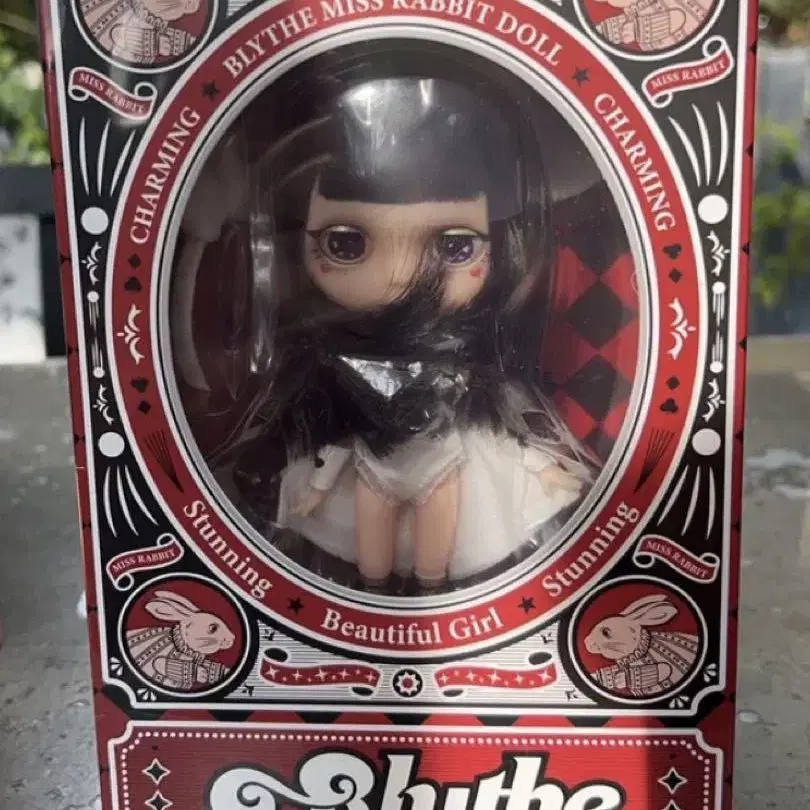 BLYTHE MISS RABBIT DOLL
MISS RABBIT
MISS RABBIT
CHARMING
CHARMING
Stunning
Stunning
MISS RABBIT
MISS RABBIT
Beautiful Girl
Blythe